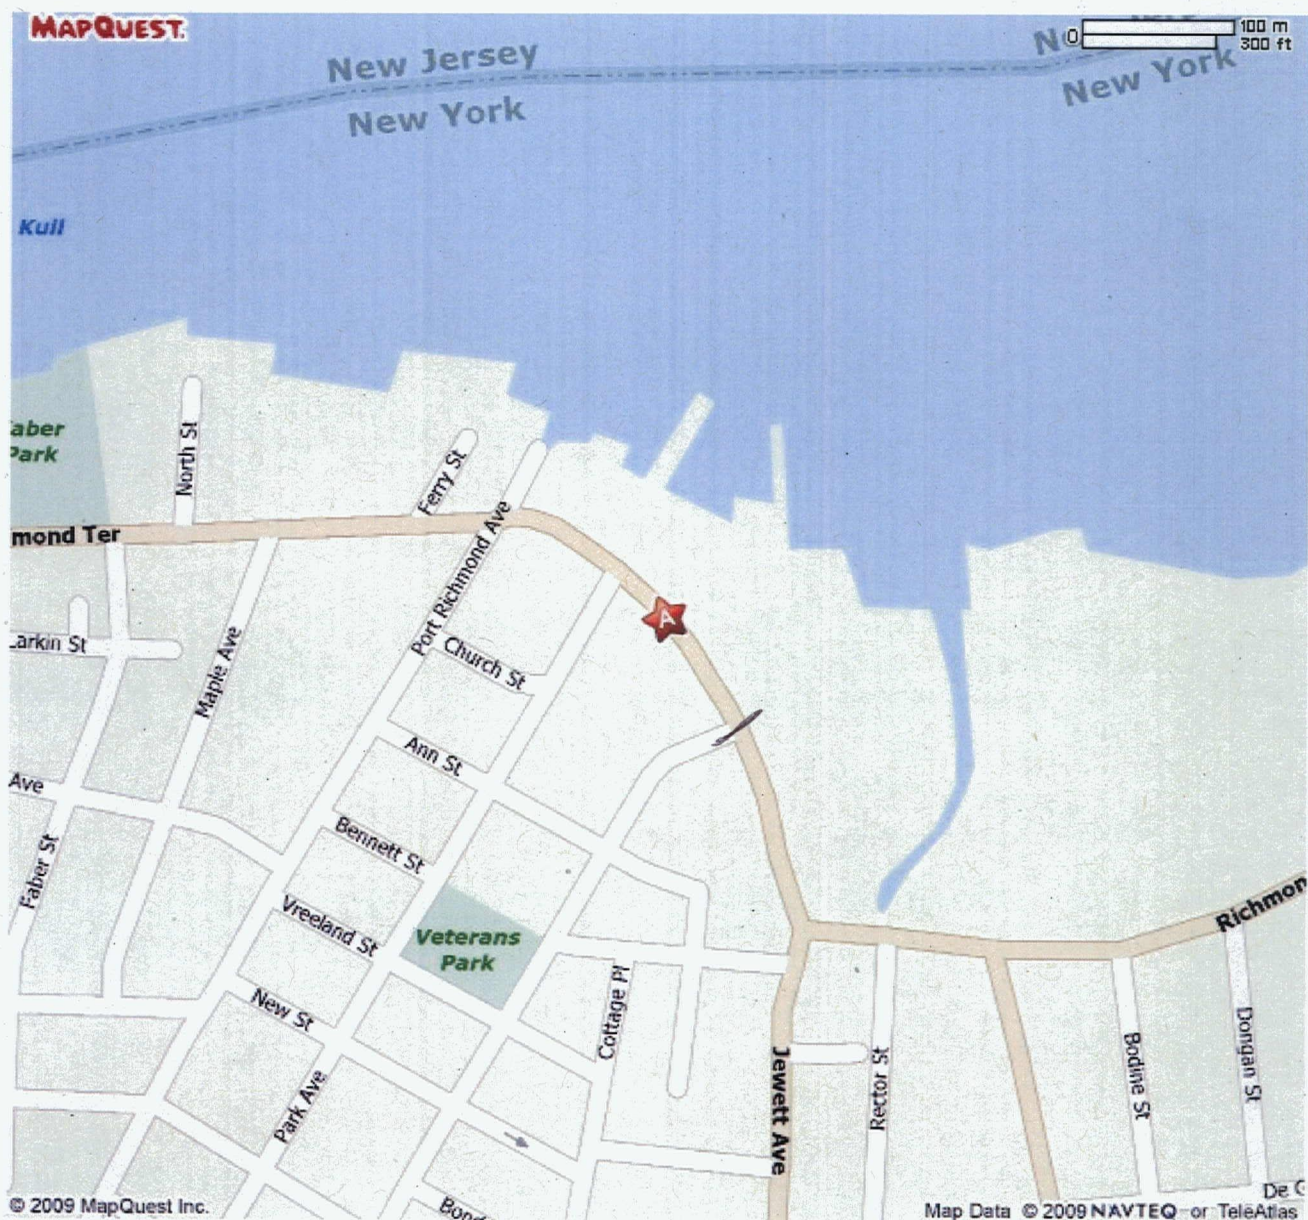 MAPQUEST.
0
100 m
300 ft
New Jersey
New York
New York
Kull
aber
Park
North St
Ferry St
Port Richmond Ave
mond Ter
Larkin St
Maple Ave
Church St
A
Ann St
Ave
Bennett St
Faber St
Vreeland St
Veterans
Park
Richmon
New St
Cottage Pl
Park Ave
Jewett Ave
Rector St
Bodine St
Dongan St
De
Bond
© 2009 MapQuest Inc.
Map Data © 2009 NAVTEQ or TeleAtlas